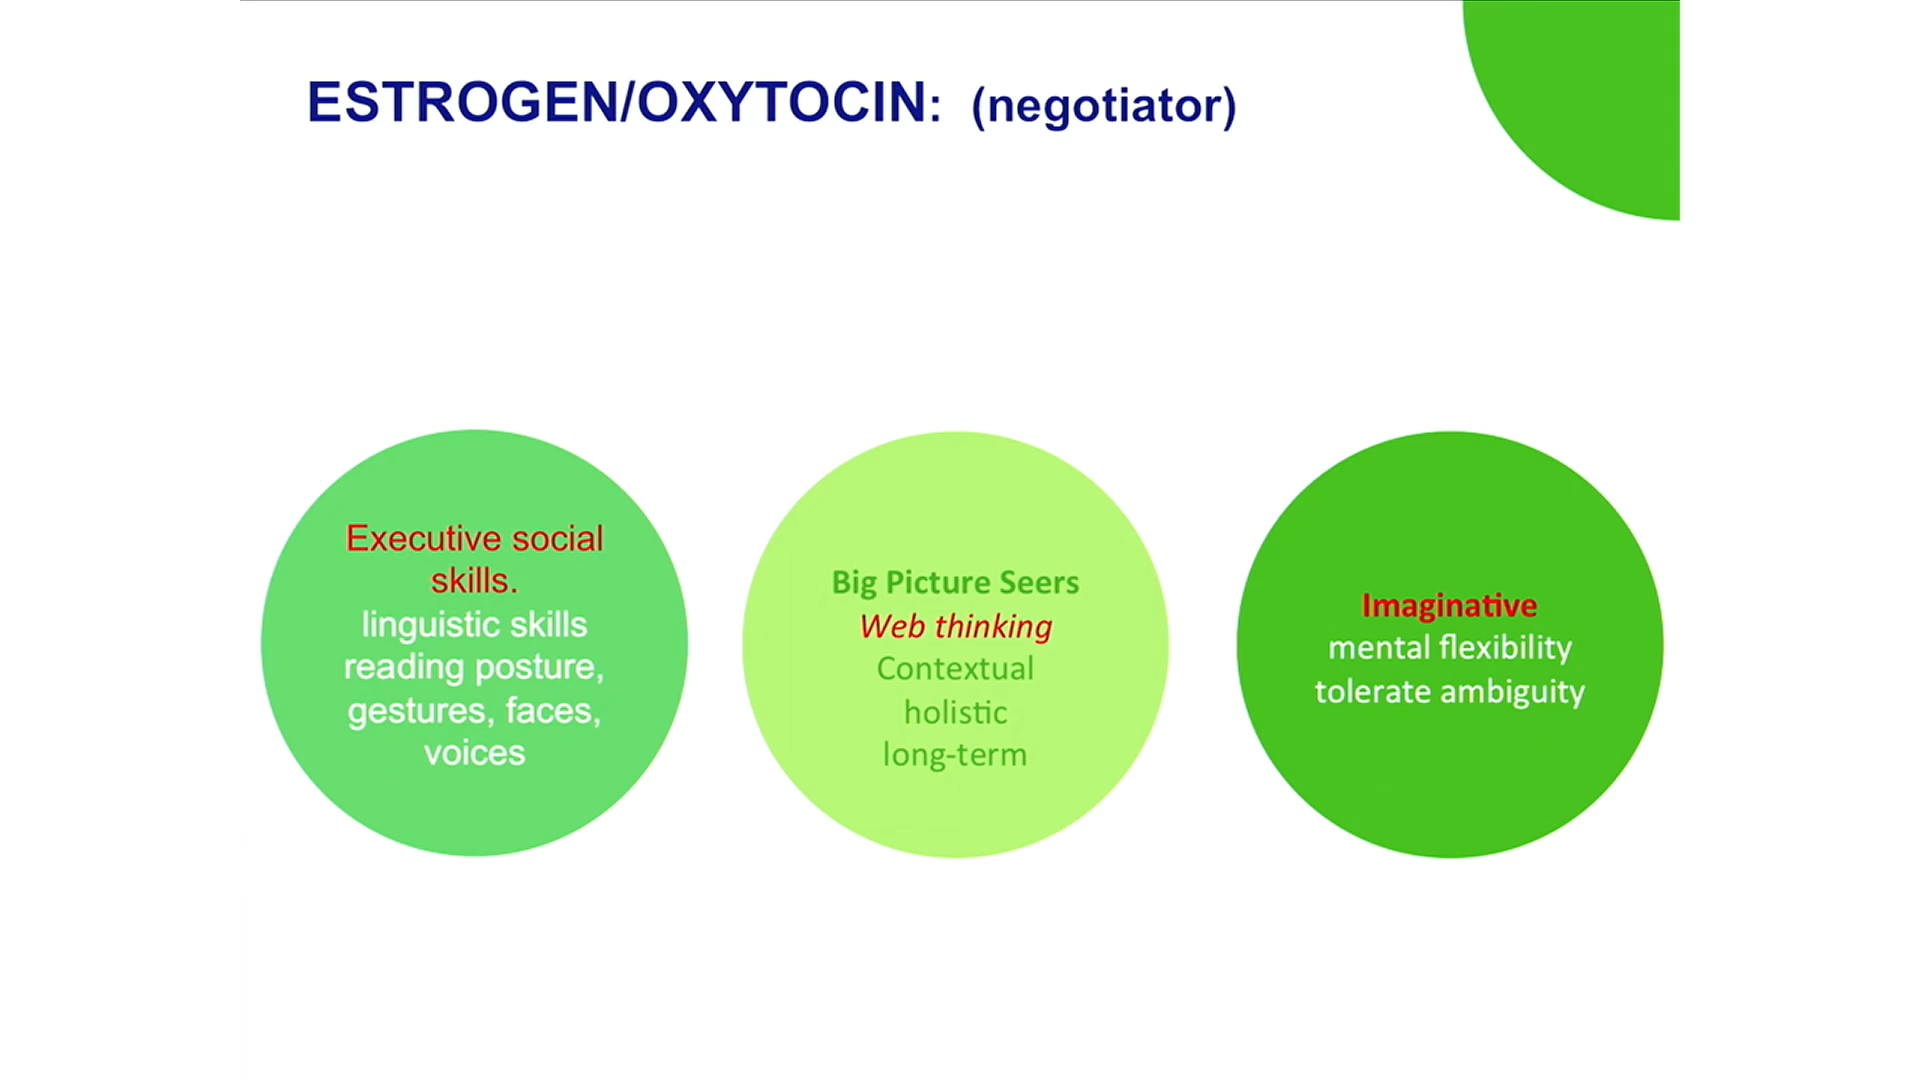 ESTROGEN/OXYTOCIN: (negotiator)
Executive social
skills.
linguistic skills
reading posture,
gestures, faces,
voices
Big Picture Seers
Web thinking
Contextual
holistic
long-term
Imaginative
mental flexibility
tolerate ambiguity